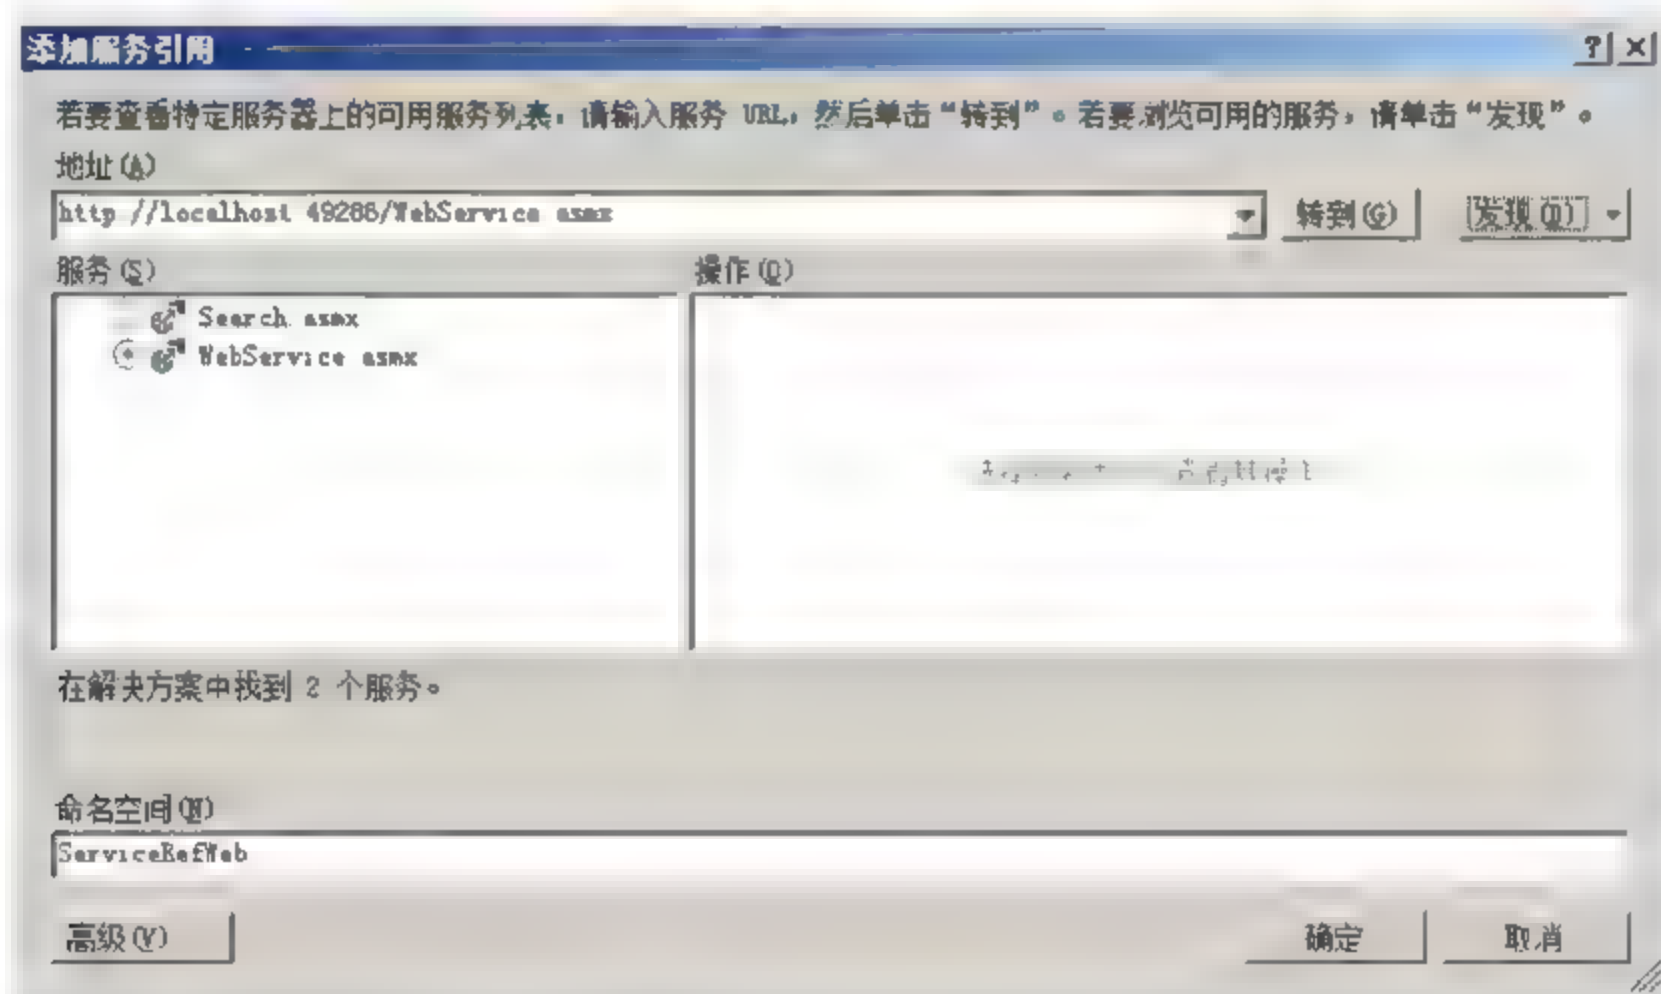 添加服务引用
若要查看特定服务器上的可用服务列表，请输入服务 URL，然后单击“转到”。若要浏览可用的服务，请单击“发现”。
地址(A)
http //localhost 49286/WebService asmx
转到(G)
发现(D)
服务(S)
操作(O)
Search.asmx
WebService asmx
在解决方案中找到 2 个服务。
命名空间(N)
ServiceRefWeb
高级(V)
确定
取消